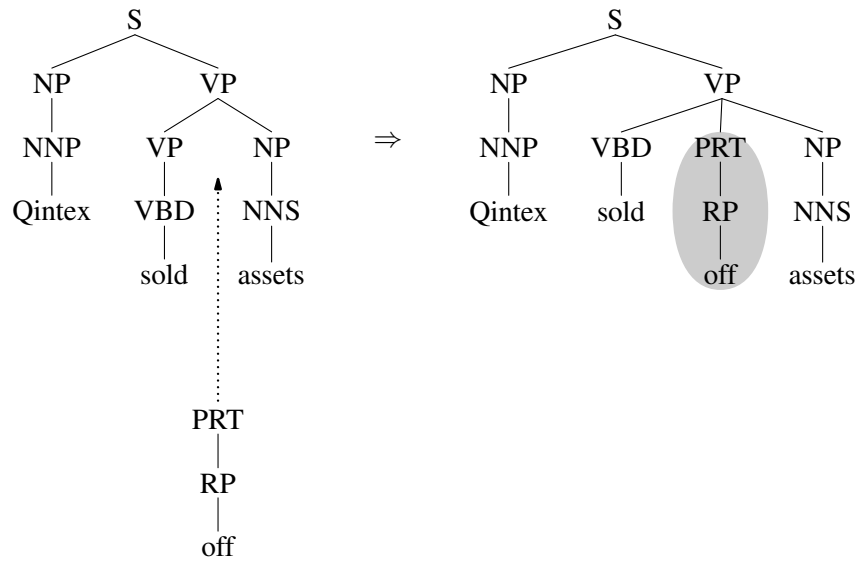 S S
NP VP NP VP
NNP VP NP ⇒ NNP VBD PRT NP
Qintex VBD NNS Qintex sold RP NNS
sold assets off assets
PRT
RP
off